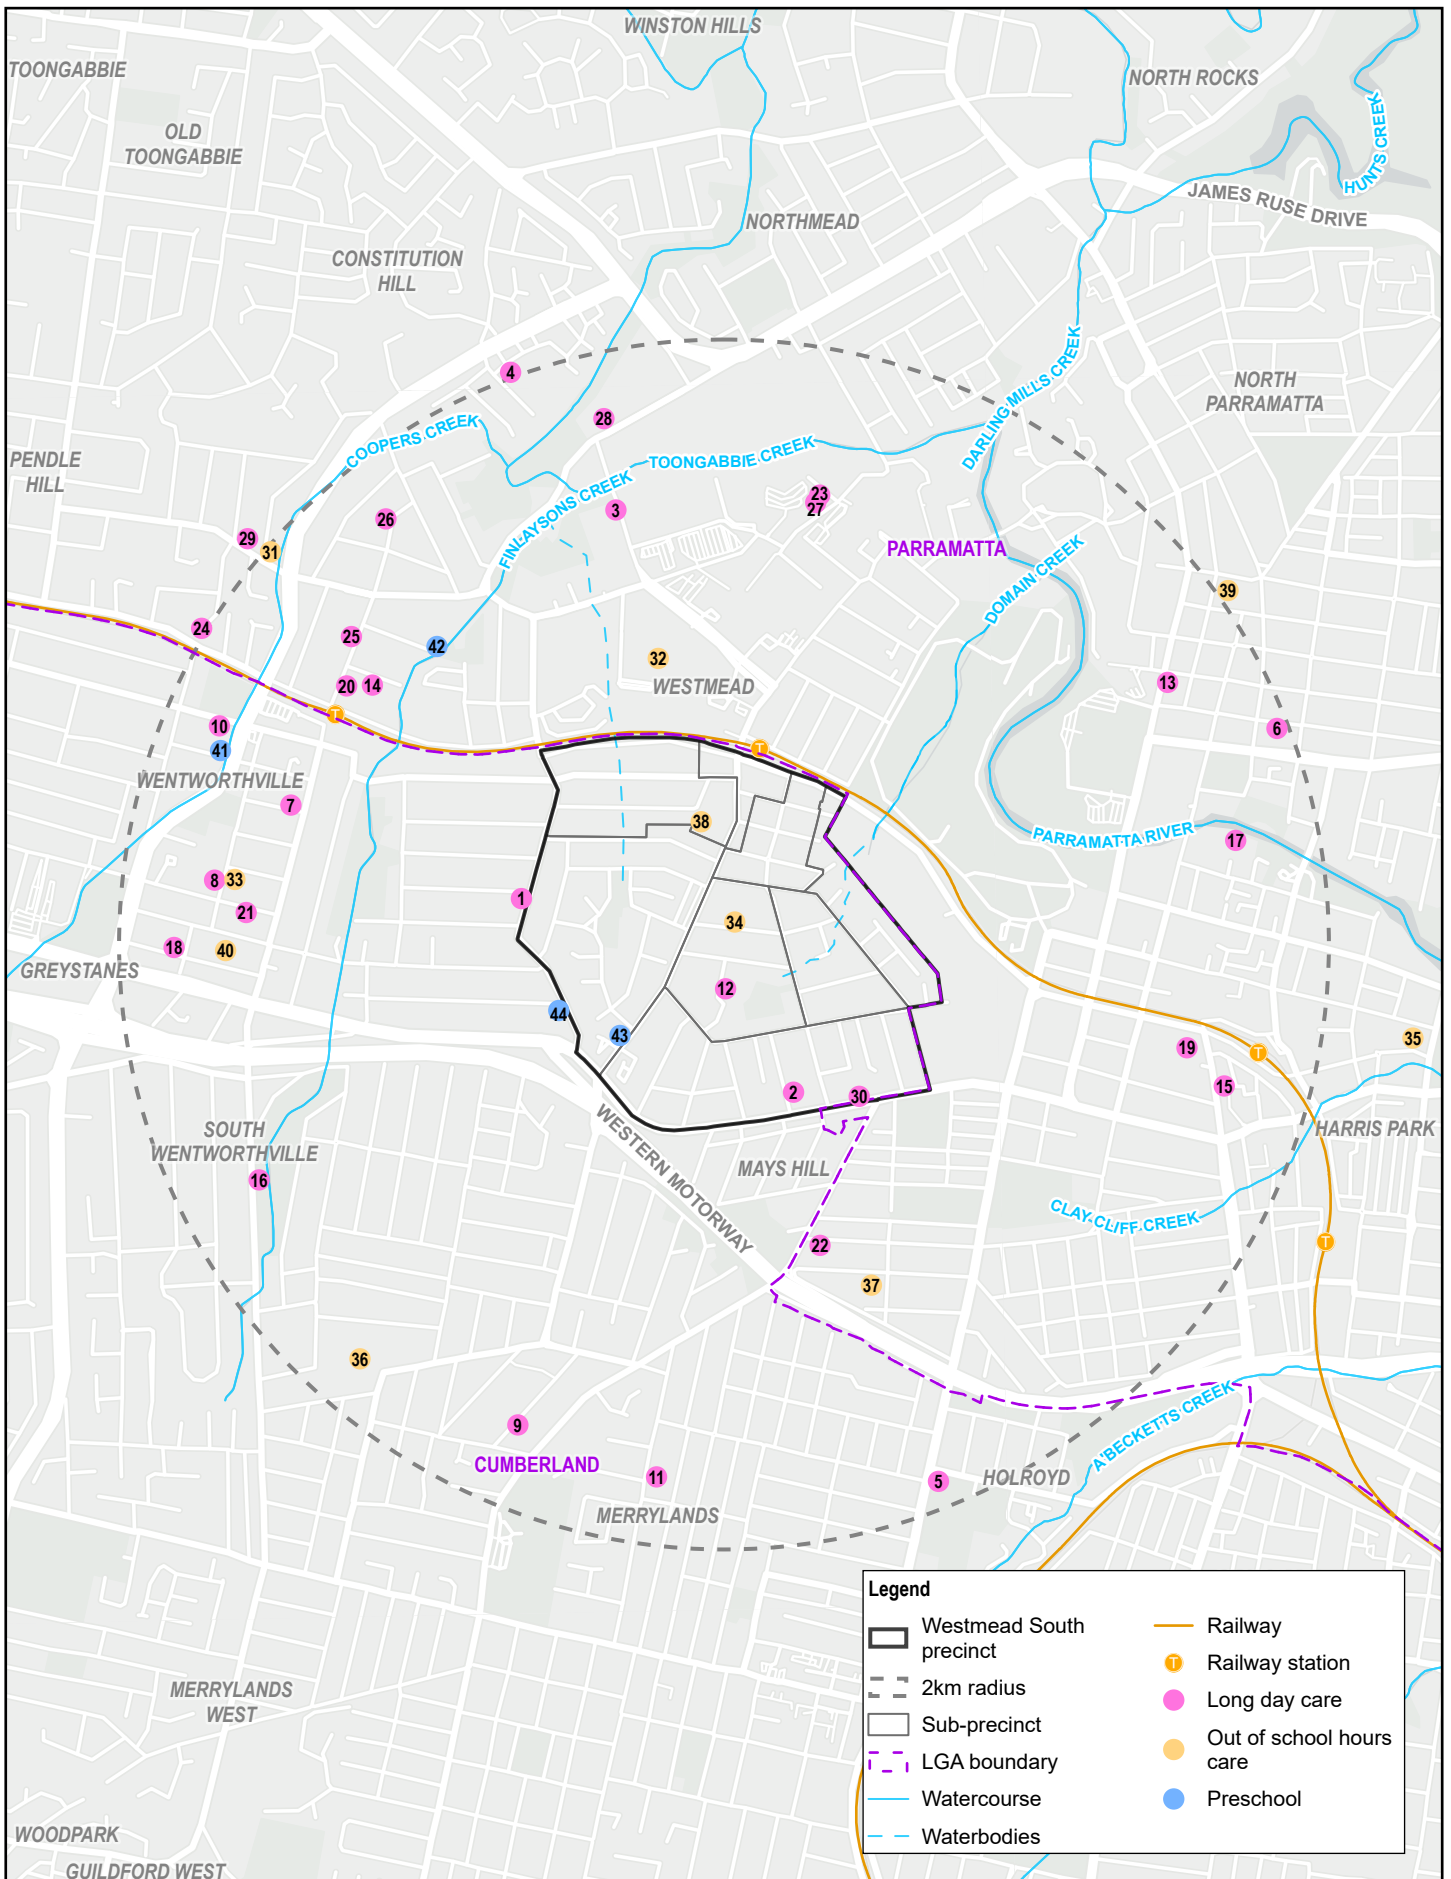 WINSTON HILLS
TOONGABBIE
NORTH ROCKS
OLD
TOONGABBIE
HUNTS CREEK
JAMES RUSE DRIVE
NORTHMEAD
CONSTITUTION
HILL
4
DARLING MILLS CREEK
NORTH
PARRAMATTA
28
COOPERS CREEK
TOONGABBIE CREEK
PENDLE
HILL
FINLAYSONS CREEK
23
27
3
26
29
31
PARRAMATTA
DOMAIN CREEK
39
24
25
42
32
WESTMEAD
20
14
13
T
10
41
T
6
WENTWORTHVILLE
7
38
PARRAMATTA RIVER
17
8
33
1
21
34
18
40
GREYSTANES
12
44
43
35
19
T
15
2
30
WESTERN MOTORWAY
SOUTH
WENTWORTHVILLE
HARRIS PARK
MAYS HILL
16
CLAY CLIFF CREEK
22
T
37
36
9
A'BECKETTS CREEK
CUMBERLAND
11
5
HOLROYD
MERRYLANDS
Legend
Westmead South
precinct
2km radius
Sub-precinct
LGA boundary
Watercourse
Waterbodies
Railway
T
Railway station
Long day care
Out of school hours
care
Preschool
MERRYLANDS
WEST
WOODPARK
GUILDFORD WEST